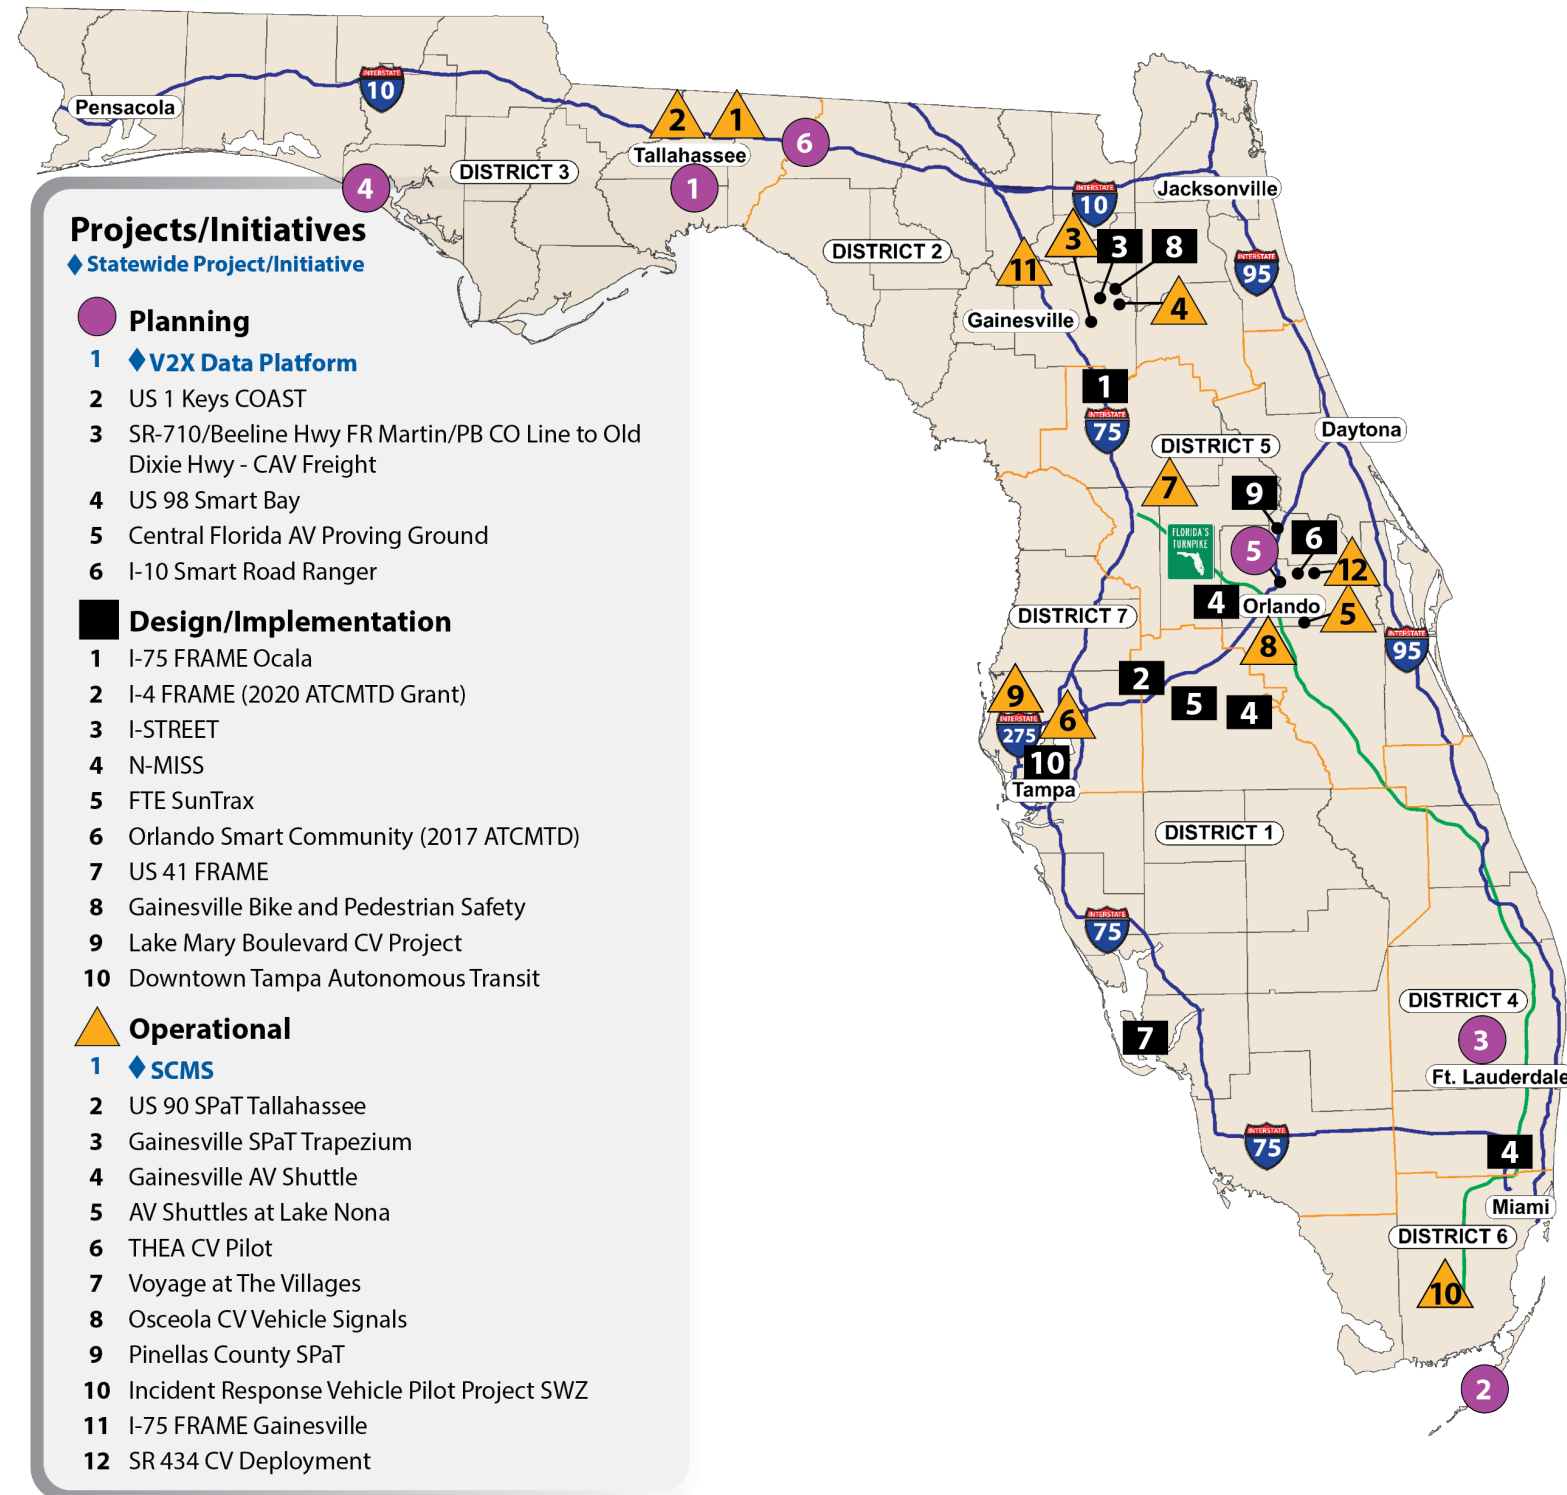 Projects/Initiatives
Statewide Project/Initiative
Planning
1 V2X Data Platform
2 US 1 Keys COAST
3 SR-710/Beeline Hwy FR Martin/PB CO Line to Old
Dixie Hwy - CAV Freight
4 US 98 Smart Bay
5 Central Florida AV Proving Ground
6 I-10 Smart Road Ranger
Design/Implementation
1 I-75 FRAME Ocala
2 I-4 FRAME (2020 ATCMTD Grant)
3 I-STREET
4 N-MISS
5 FTE SunTrax
6 Orlando Smart Community (2017 ATCMTD)
7 US 41 FRAME
8 Gainesville Bike and Pedestrian Safety
9 Lake Mary Boulevard CV Project
10 Downtown Tampa Autonomous Transit
Operational
1 SCMS
2 US 90 SPaT Tallahassee
3 Gainesville SPaT Trapezium
4 Gainesville AV Shuttle
5 AV Shuttles at Lake Nona
6 THEA CV Pilot
7 Voyage at The Villages
8 Osceola CV Vehicle Signals
9 Pinellas County SPaT
10 Incident Response Vehicle Pilot Project SWZ
11 I-75 FRAME Gainesville
12 SR 434 CV Deployment
Pensacola
INTERSTATE
10
2
1
6
Tallahassee
DISTRICT 3
4
1
INTERSTATE
10
Jacksonville
DISTRICT 2
3
3
8
11
INTERSTATE
95
4
Gainesville
1
INTERSTATE
75
Daytona
DISTRICT 5
7
9
FLORIDA'S
TURNPIKE
5
6
12
4
Orlando
5
DISTRICT 7
8
INTERSTATE
95
2
9
5
4
6
INTERSTATE
275
10
Tampa
DISTRICT 1
INTERSTATE
75
DISTRICT 4
3
7
Ft. Lauderdale
INTERSTATE
75
4
Miami
DISTRICT 6
10
2